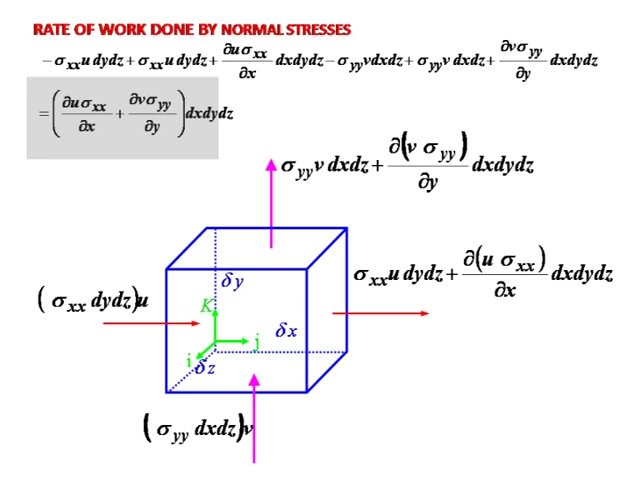 RATE OF WORK DONE BY NORMAL STRESSES
−σxx u dydz + σxx u dydz + ∂uσxx/∂x dxdydz − σyy vdxdz + σyy v dxdz + ∂vσyy/∂y dxdydz
= (∂uσxx/∂x + ∂vσyy/∂y) dxdydz
σyy v dxdz + ∂(v σyy)/∂y dxdydz
σxx u dydz + ∂(u σxx)/∂x dxdydz
(σxx dydz)u
δy
K
δx
j
i
δz
(σyy dxdz)v